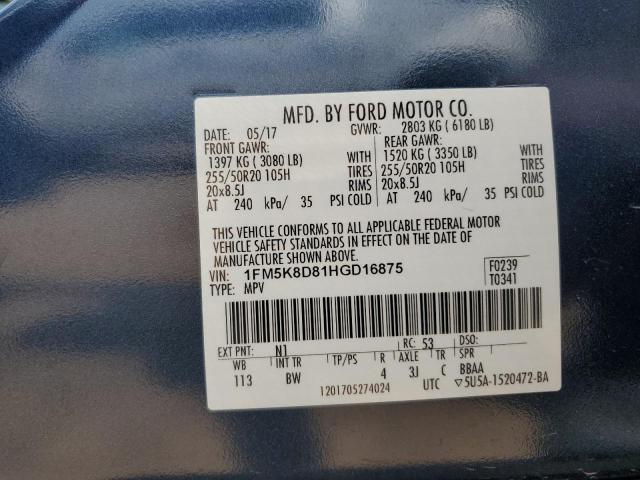 MFD. BY FORD MOTOR CO.
DATE: 05/17 GVWR: 2803 KG ( 6180 LB)
FRONT GAWR: REAR GAWR:
1397 KG ( 3080 LB) WITH 1520 KG ( 3350 LB) WITH
255/50R20 105H TIRES 255/50R20 105H TIRES
20x8.5J RIMS 20x8.5J RIMS
AT 240 kPa/ 35 PSI COLD AT 240 kPa/ 35 PSI COLD
THIS VEHICLE CONFORMS TO ALL APPLICABLE FEDERAL MOTOR
VEHICLE SAFETY STANDARDS IN EFFECT ON THE DATE OF
MANUFACTURE SHOWN ABOVE.
VIN: 1FM5K8D81HGD16875 F0239
TYPE: MPV T0341
EXT PNT: N1 RC: 53 DSO:
WB INT TR TP/PS R AXLE TR SPR
113 BW 4 3J C BBAA
1201705274024 UTC ▽5U5A-1520472-BA